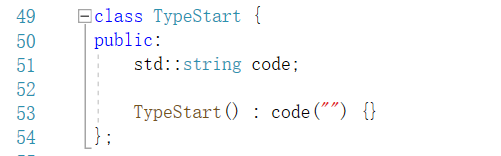 49 class TypeStart {
50 public:
51     std::string code;
52
53     TypeStart() : code("") {}
54 };